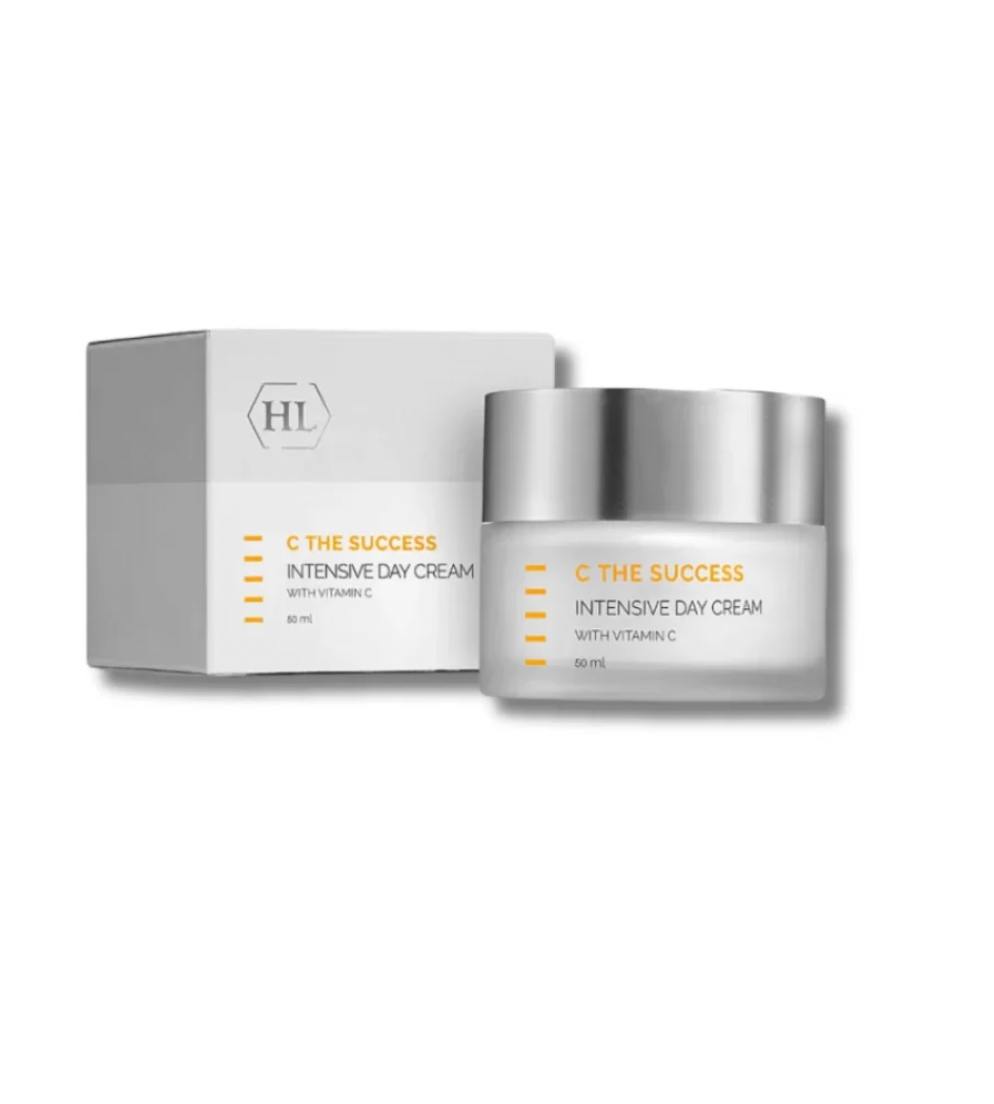 HL
C THE SUCCESS
INTENSIVE DAY CREAM
WITH VITAMIN C
50 ml
C THE SUCCESS
INTENSIVE DAY CREAM
WITH VITAMIN C
50 ml